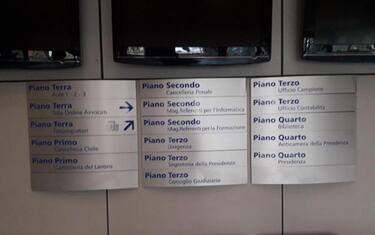 Piano Terra
Aule 1 - 2 - 3
Piano Terra
Sala Ordine Avvocati
Piano Terra
Fotocopiatori
Piano Primo
Cancelleria Civile
Piano Primo
Cancelleria del Lavoro
Piano Secondo
Cancelleria Penale
Piano Secondo
Mag.Referenti per l'Informatica
Piano Secondo
Mag.Referenti per la Formazione
Piano Terzo
Dirigenza
Piano Terzo
Segreteria della Presidenza
Piano Terzo
Consiglio Giudiziario
Piano Terzo
Ufficio Campione
Piano Terzo
Ufficio Contabilità
Piano Quarto
Biblioteca
Piano Quarto
Anticamera della Presidenza
Piano Quarto
Presidenza